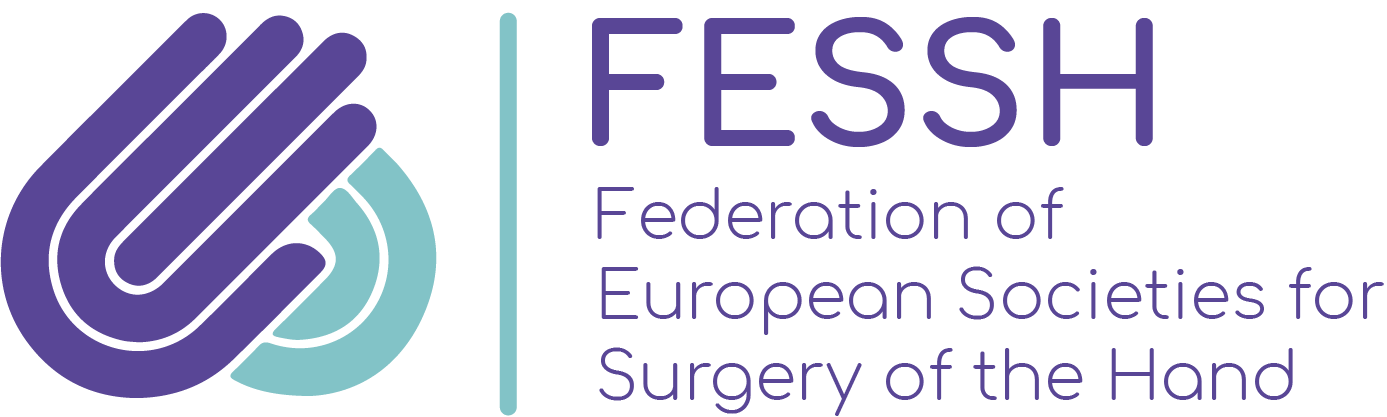 FESSH
Federation of
European Societies for
Surgery of the Hand